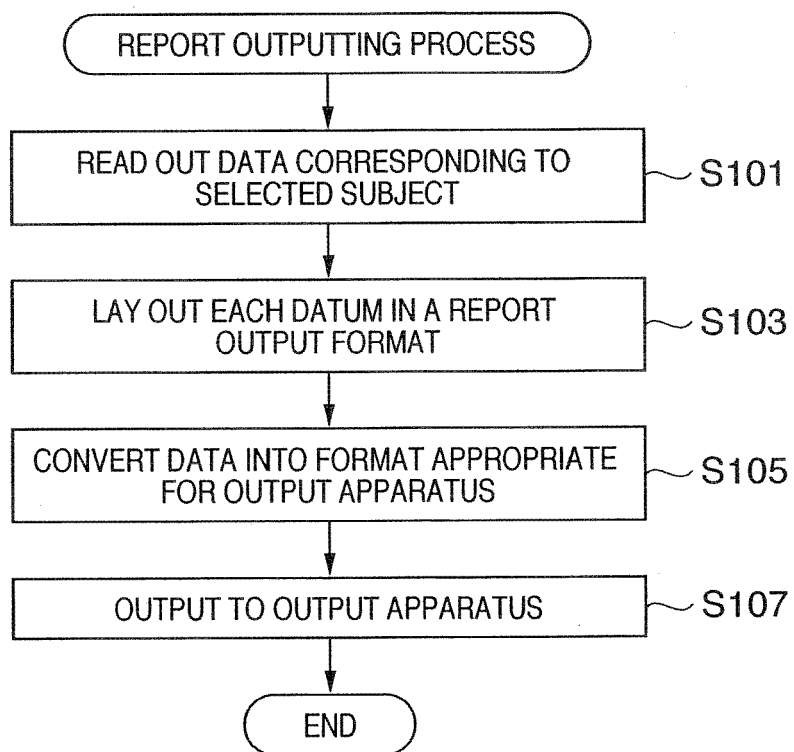 REPORT OUTPUTTING PROCESS
READ OUT DATA CORRESPONDING TO
SELECTED SUBJECT
S101
LAY OUT EACH DATUM IN A REPORT
OUTPUT FORMAT
S103
CONVERT DATA INTO FORMAT APPROPRIATE
FOR OUTPUT APPARATUS
S105
OUTPUT TO OUTPUT APPARATUS
S107
END